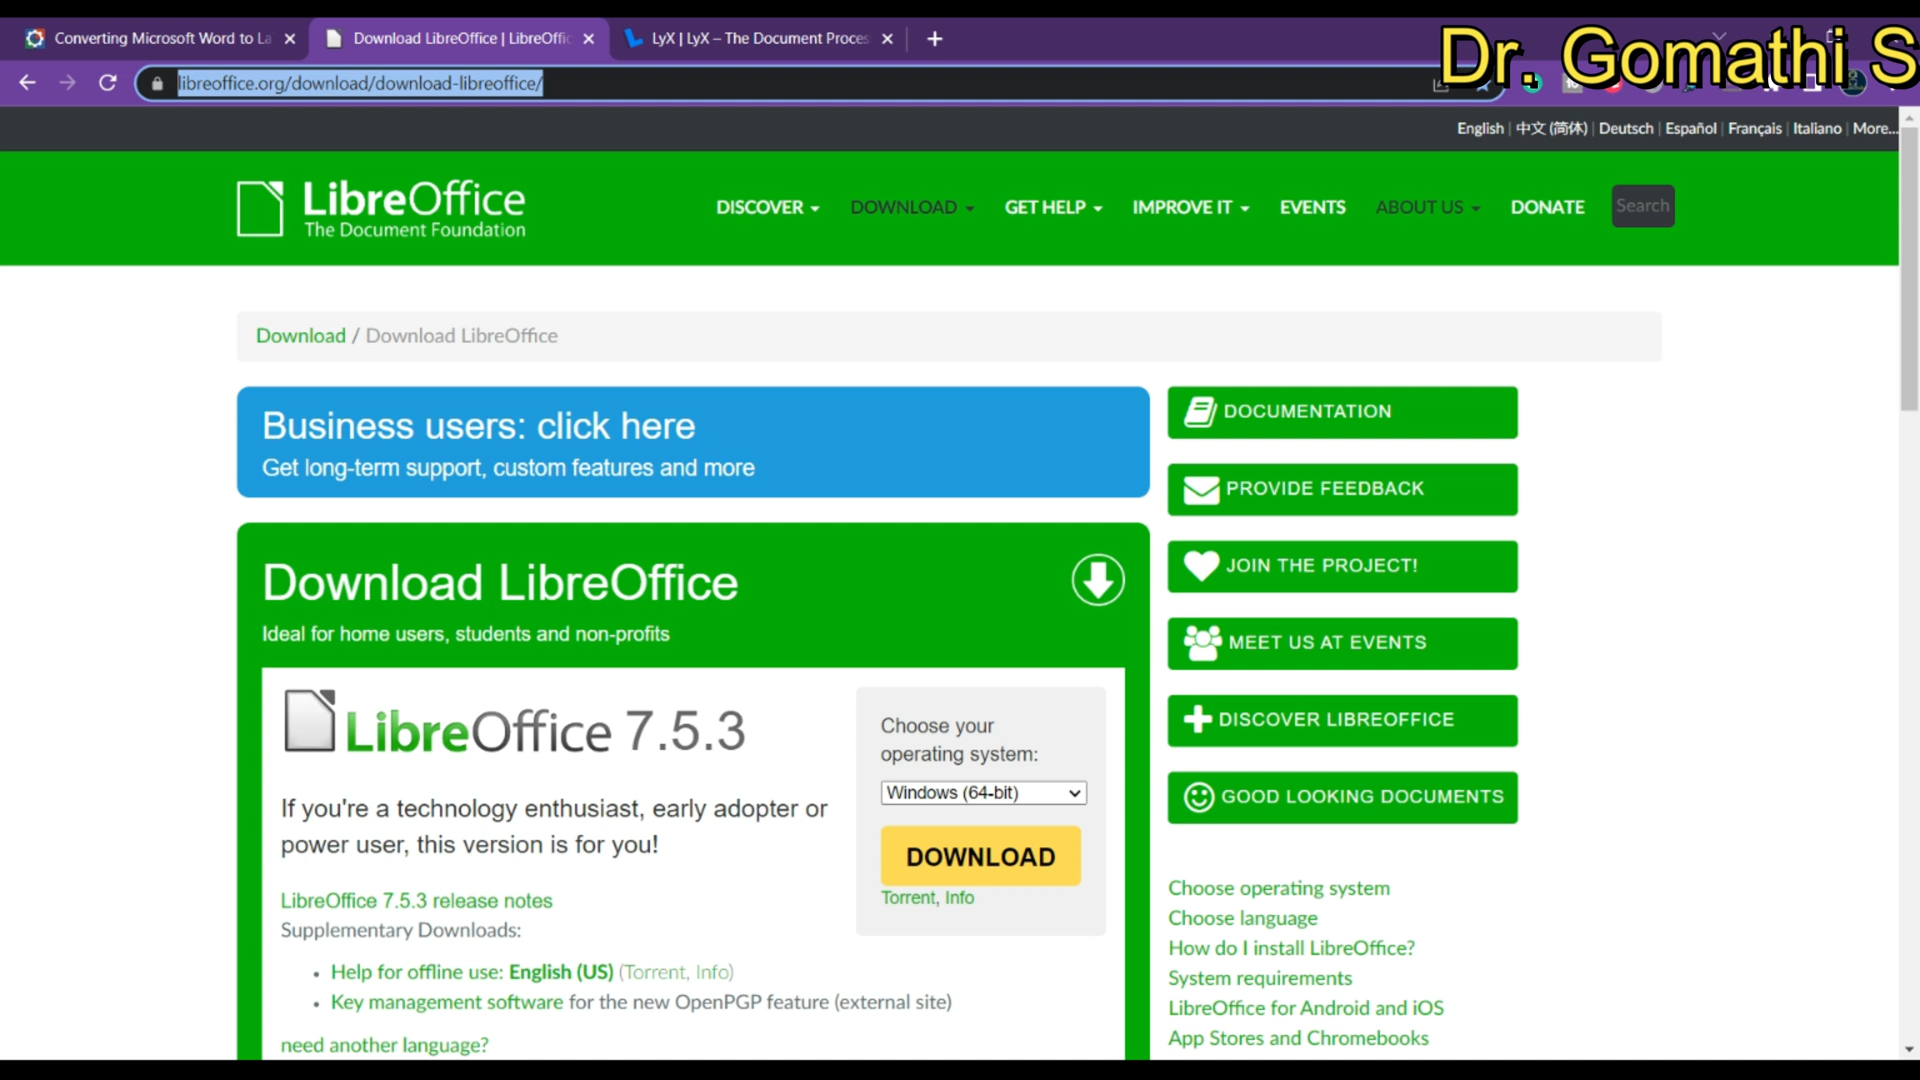 Converting Microsoft Word to La
Download LibreOffice | LibreOffic
LyX | LyX – The Document Proces
Dr. Gomathi S
libreoffice.org/download/download-libreoffice/
English | 中文 (简体) | Deutsch | Español | Français | Italiano | More...
LibreOffice
The Document Foundation
DISCOVER
DOWNLOAD
GET HELP
IMPROVE IT
EVENTS
ABOUT US
DONATE
Search
Download / Download LibreOffice
Business users: click here
Get long-term support, custom features and more
Download LibreOffice
Ideal for home users, students and non-profits
LibreOffice 7.5.3
If you're a technology enthusiast, early adopter or
power user, this version is for you!
LibreOffice 7.5.3 release notes
Supplementary Downloads:
• Help for offline use: English (US) (Torrent, Info)
• Key management software for the new OpenPGP feature (external site)
need another language?
Choose your
operating system:
Windows (64-bit)
DOWNLOAD
Torrent, Info
DOCUMENTATION
PROVIDE FEEDBACK
JOIN THE PROJECT!
MEET US AT EVENTS
DISCOVER LIBREOFFICE
GOOD LOOKING DOCUMENTS
Choose operating system
Choose language
How do I install LibreOffice?
System requirements
LibreOffice for Android and iOS
App Stores and Chromebooks